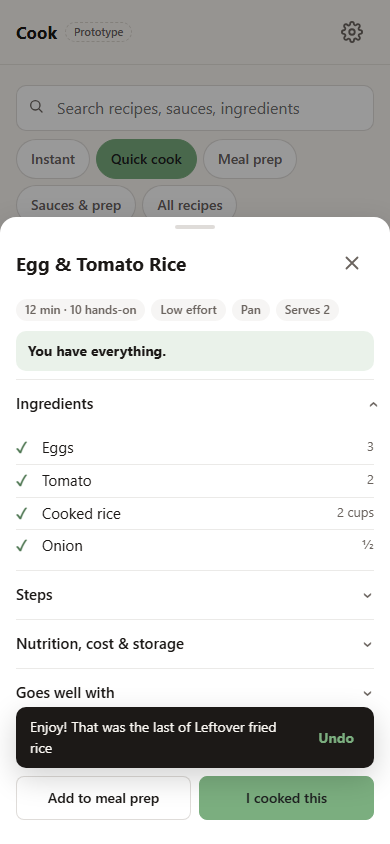 Cook
Prototype
Search recipes, sauces, ingredients
Instant
Quick cook
Meal prep
Sauces & prep
All recipes
Egg & Tomato Rice
12 min · 10 hands-on
Low effort
Pan
Serves 2
You have everything.
Ingredients
Eggs 3
Tomato 2
Cooked rice 2 cups
Onion ½
Steps
Nutrition, cost & storage
Goes well with
Enjoy! That was the last of Leftover fried
rice
Undo
Add to meal prep
I cooked this